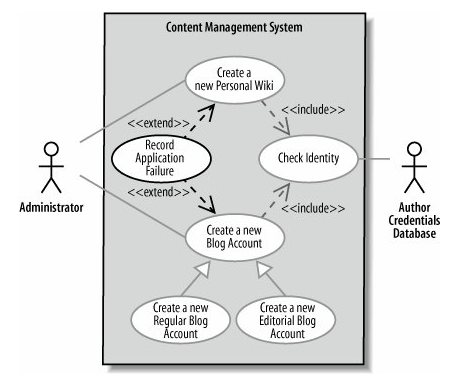 Content Management System
Create a
new Personal Wiki
<<extend>>
<<include>>
Record
Application
Failure
Check Identity
Administrator
Author
Credentials
Database
<<extend>>
<<include>>
Create a new
Blog Account
Create a new
Regular Blog
Account
Create a new
Editorial Blog
Account